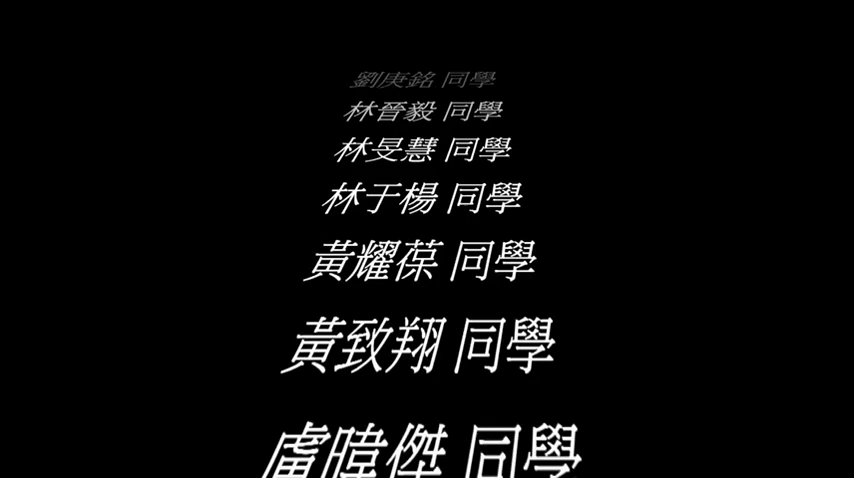 劉庚銘 同學
林晉毅 同學
林旻慧 同學
林于楊 同學
黃耀葆 同學
黃致翔 同學
盧暐傑 同學